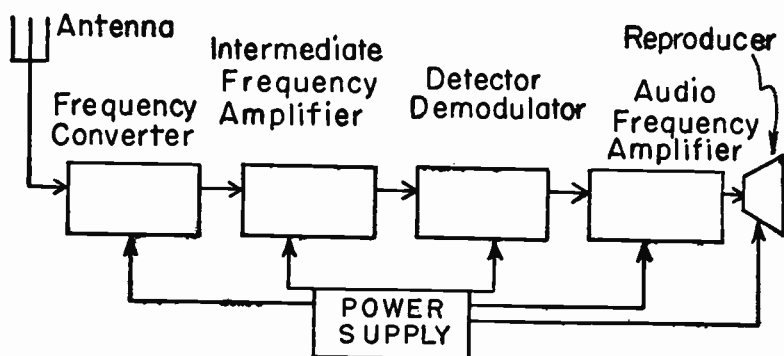 Antenna
Frequency
Converter
Intermediate
Frequency
Amplifier
Detector
Demodulator
Audio
Frequency
Amplifier
Reproducer
POWER
SUPPLY